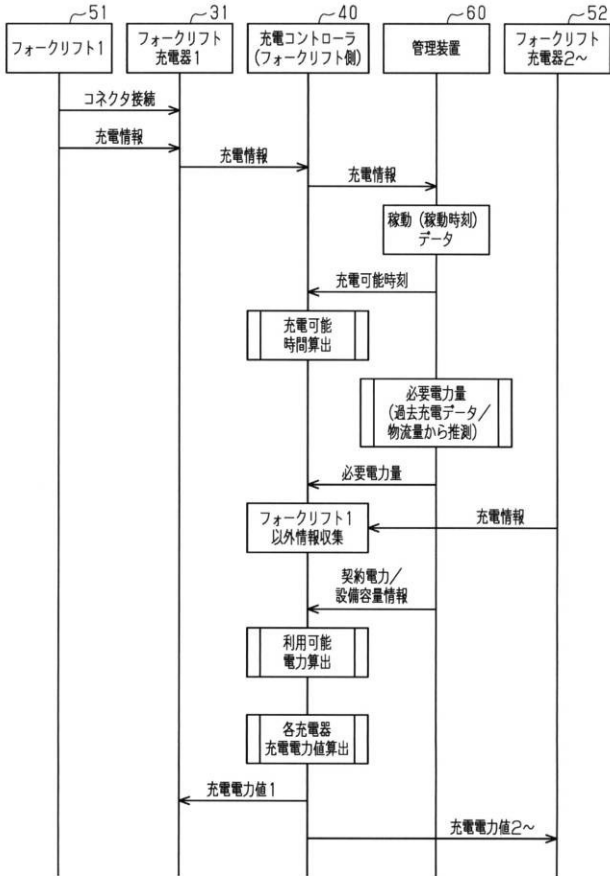 51
31
40
60
52
フォークリフト1
フォークリフト
充電器1
充電コントローラ
(フォークリフト側)
管理装置
フォークリフト
充電器2~
コネクタ接続
充電情報
充電情報
充電情報
稼動(稼動時刻)
データ
充電可能時刻
充電可能
時間算出
必要電力量
(過去充電データ/
物流量から推測)
必要電力量
フォークリフト1
以外情報収集
充電情報
契約電力/
設備容量情報
利用可能
電力算出
各充電器
充電電力値算出
充電電力値1
充電電力値2~